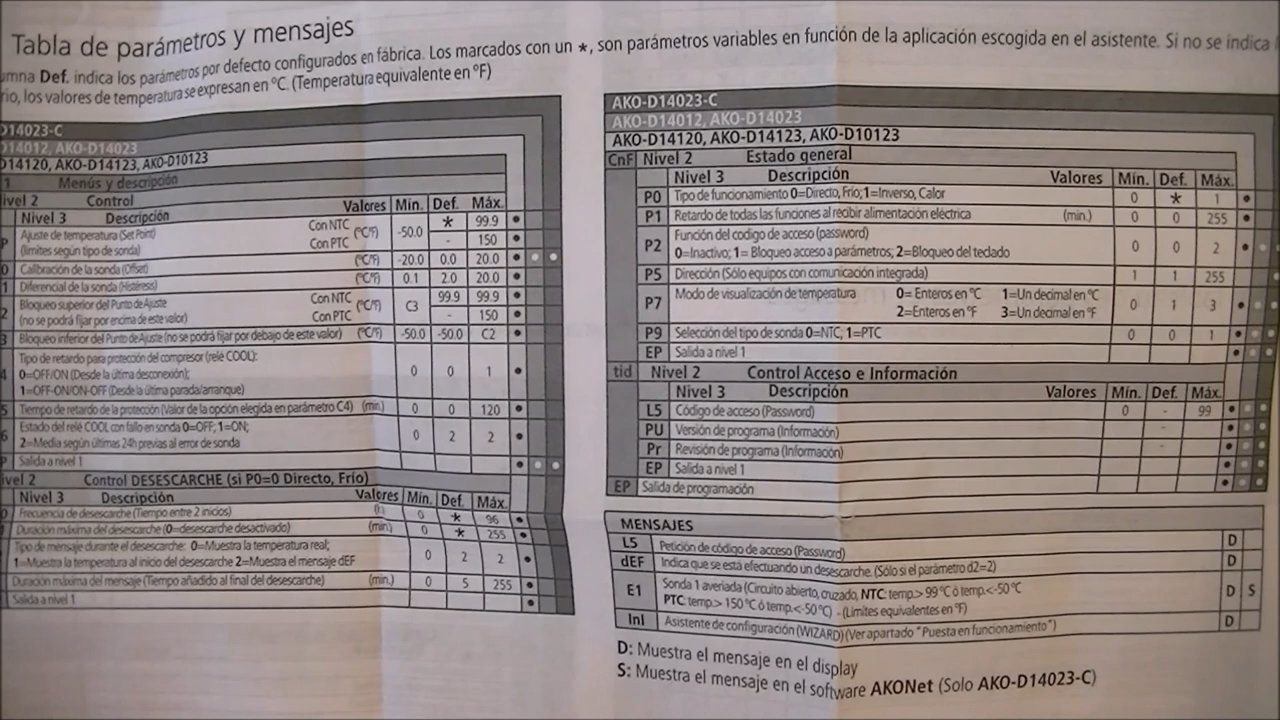 Tabla de parámetros y mensajes
Def. indica los parámetros por defecto configurados en fábrica. Los marcados con un *, son parámetros variables en función de la aplicación escogida en el asistente. Si no se indica
los valores de temperatura se expresan en °C. (Temperatura equivalente en °F)
D14023-C
D14012, AKO-D14023
D14120, AKO-D14123, AKO-D10123
1 Menús y descripción
ivel 2 Control
Nivel 3 Descripción Valores Mín. Def. Máx.
Ajuste de temperatura (Set Point) (límites según tipo de sonda) Con NTC (°C/°F) -50.0 * 99.9
Con PTC - 150
0 Calibración de la sonda (Offset) (°C/°F) -20.0 0.0 20.0
1 Diferencial de la sonda (Histéresis) (°C/°F) 0.1 2.0 20.0
2 Bloqueo superior del Punto de Ajuste Con NTC (°C/°F) C3 99.9 99.9
(no se podrá fijar por encima de este valor) Con PTC - 150
3 Bloqueo inferior del Punto de Ajuste (no se podrá fijar por debajo de este valor) (°C/°F) -50.0 -50.0 C2
4 Tipo de retardo para protección del compresor (relé COOL):
0=OFF/ON (Desde la última desconexión); 0 0 1
1=OFF-ON/ON-OFF (Desde la última parada/arranque)
5 Tiempo de retardo de la protección (Valor de la opción elegida en parámetro C4) (min.) 0 0 120
6 Estado del relé COOL con fallo en sonda 0=OFF; 1=ON;
2=Media según últimas 24h previas al error de sonda 0 2 2
P Salida a nivel 1
ivel 2 Control DESESCARCHE (si P0=0 Directo, Frío)
Nivel 3 Descripción Valores Mín. Def. Máx.
Frecuencia de desescarche (Tiempo entre 2 inicios) (h.) 0 * 96
Duración máxima del desescarche (0=desescarche desactivado) (min.) 0 * 255
Tipo de mensaje durante el desescarche: 0=Muestra la temperatura real;
1=Muestra la temperatura al inicio del desescarche 2=Muestra el mensaje dEF 0 2 2
Duración máxima del mensaje (Tiempo añadido al final del desescarche) (min.) 0 5 255
Salida a nivel 1
AKO-D14023-C
AKO-D14012, AKO-D14023
AKO-D14120, AKO-D14123, AKO-D10123
CnF Nivel 2 Estado general
Nivel 3 Descripción Valores Mín. Def. Máx.
P0 Tipo de funcionamiento 0=Directo, Frío; 1=Inverso, Calor 0 * 1
P1 Retardo de todas las funciones al recibir alimentación eléctrica (min.) 0 0 255
P2 Función del código de acceso (password)
0=Inactivo; 1= Bloqueo acceso a parámetros; 2=Bloqueo del teclado 0 0 2
P5 Dirección (Sólo equipos con comunicación integrada) 1 1 255
P7 Modo de visualización de temperatura 0= Enteros en °C 1=Un decimal en °C 0 1 3
2=Enteros en °F 3=Un decimal en °F
P9 Selección del tipo de sonda 0=NTC; 1=PTC 0 0 1
EP Salida a nivel 1
tid Nivel 2 Control Acceso e Información
Nivel 3 Descripción Valores Mín. Def. Máx.
L5 Código de acceso (Password) 0 - 99
PU Versión de programa (Información) -
Pr Revisión de programa (Información) -
EP Salida a nivel 1
EP Salida de programación
MENSAJES
L5 Petición de código de acceso (Password) D
dEF Indica que se está efectuando un desescarche. (Sólo si el parámetro d2=2) D
E1 Sonda 1 averiada (Circuito abierto, cruzado, NTC: temp.> 99 °C ó temp.<-50 °C D S
PTC: temp.> 150 °C ó temp.<-50 °C) - (Límites equivalentes en °F)
InI Asistente de configuración (WIZARD) (Ver apartado "Puesta en funcionamiento") D
D: Muestra el mensaje en el display
S: Muestra el mensaje en el software AKONet (Solo AKO-D14023-C)